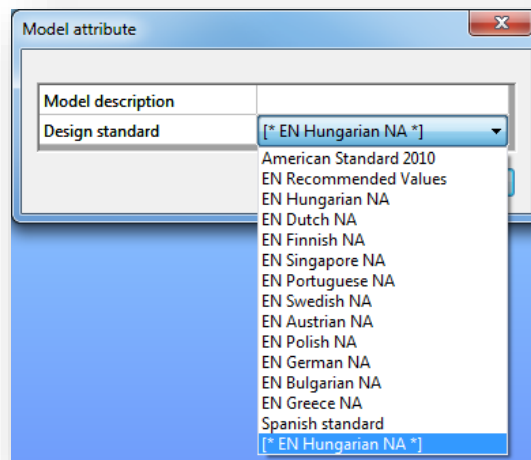 Model attribute
Model description
Design standard [* EN Hungarian NA *]
American Standard 2010
EN Recommended Values
EN Hungarian NA
EN Dutch NA
EN Finnish NA
EN Singapore NA
EN Portuguese NA
EN Swedish NA
EN Austrian NA
EN Polish NA
EN German NA
EN Bulgarian NA
EN Greece NA
Spanish standard
[* EN Hungarian NA *]